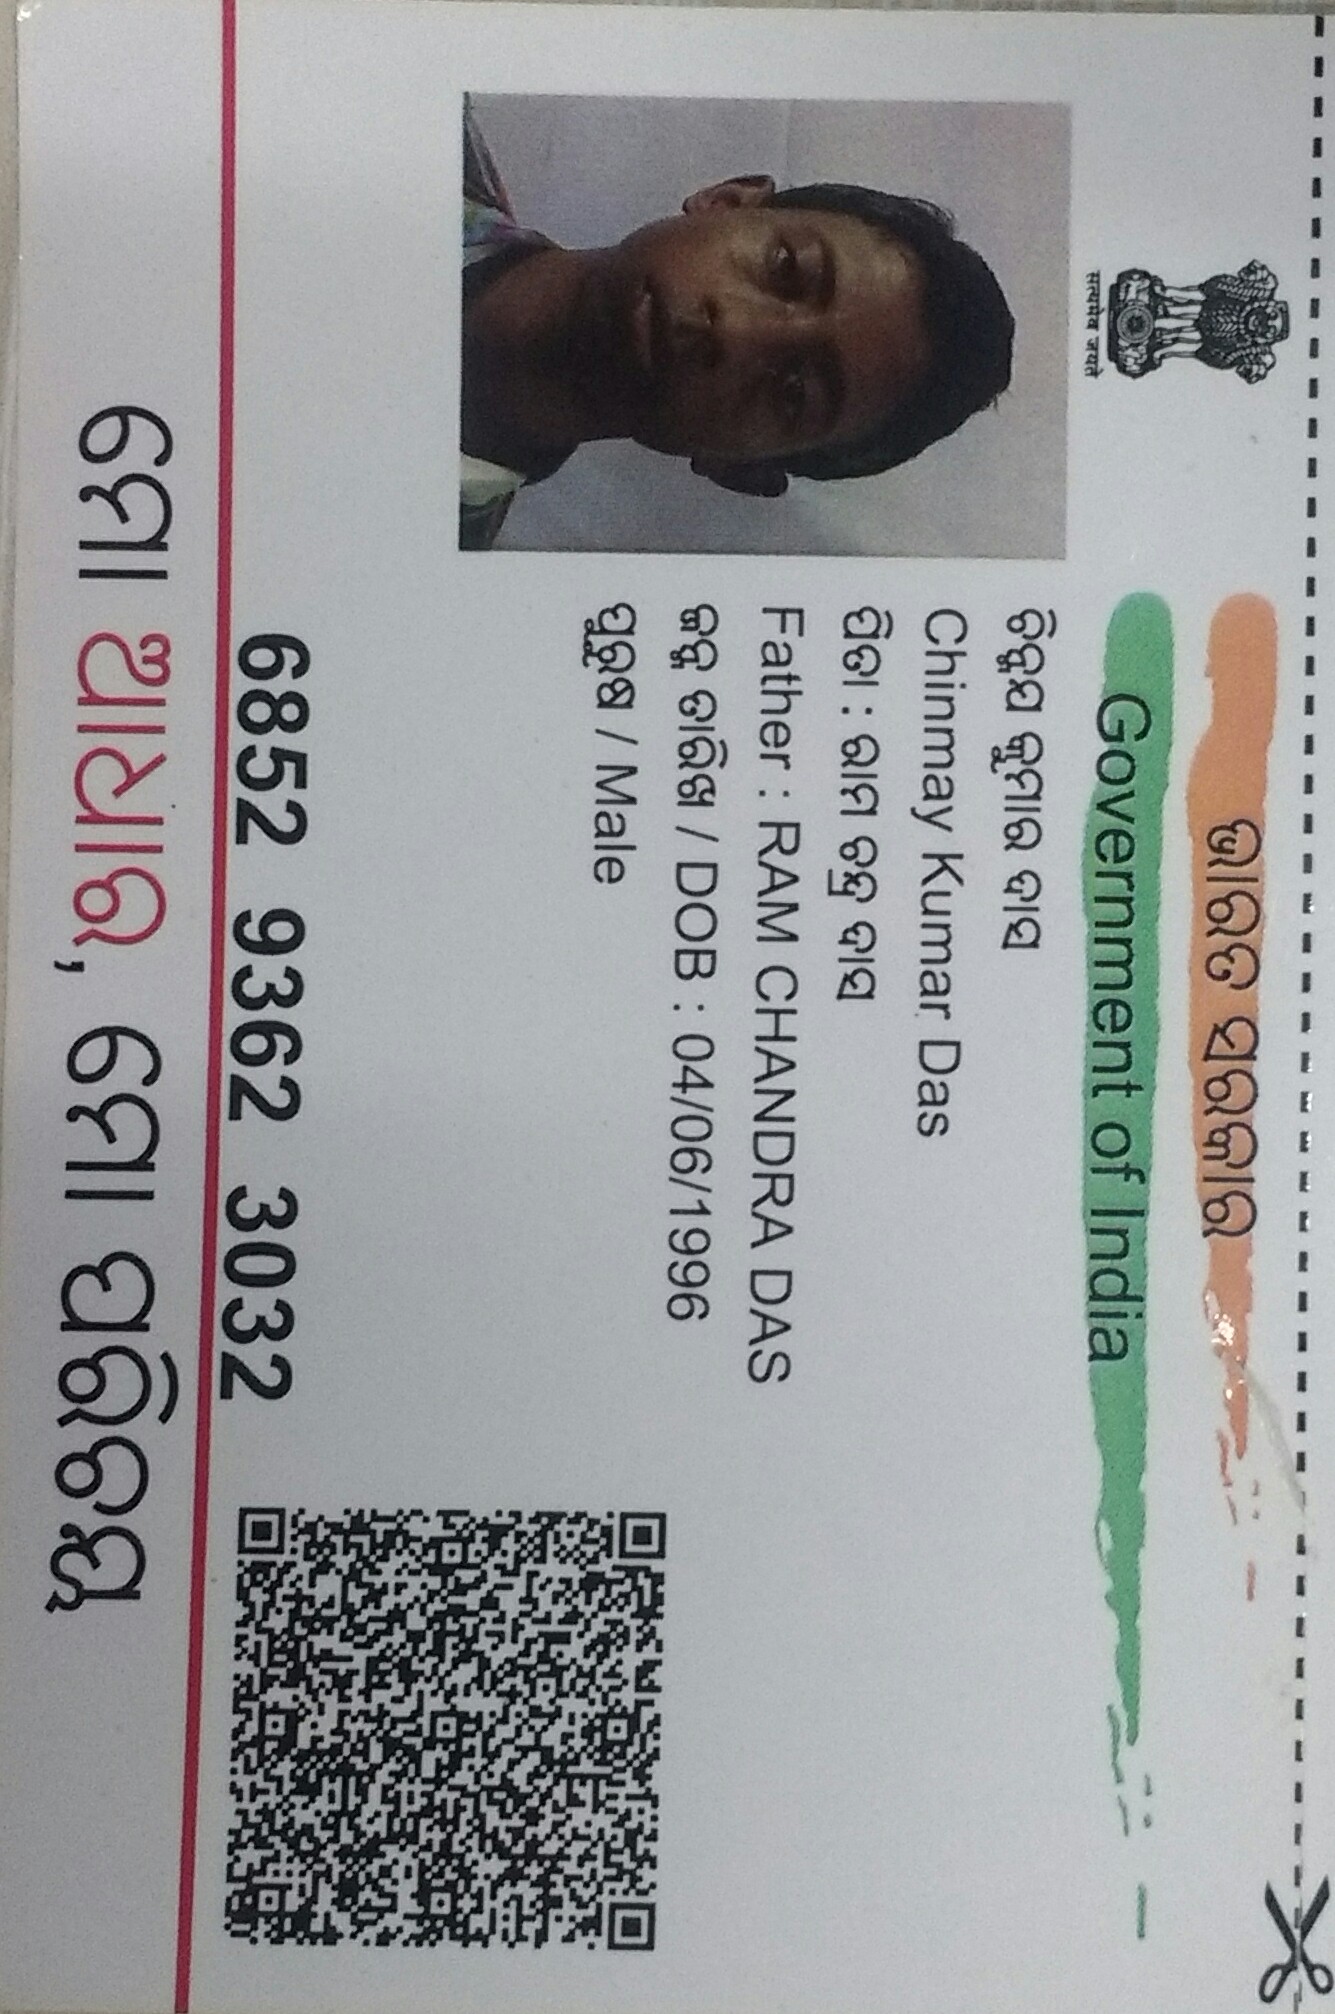 ଭାରତ ସରକାର
Government of India
सत्यमेव जयते
ଚିନ୍ମୟ କୁମାର ଦାସ
Chinmay Kumar Das
ପିତା : ରାମ ଚନ୍ଦ୍ର ଦାସ
Father : RAM CHANDRA DAS
ଜନ୍ମ ତାରିଖ / DOB : 04/06/1996
ପୁରୁଷ / Male
6852 9362 3032
ମୋ ଆଧାର, ମୋ ପରିଚୟ